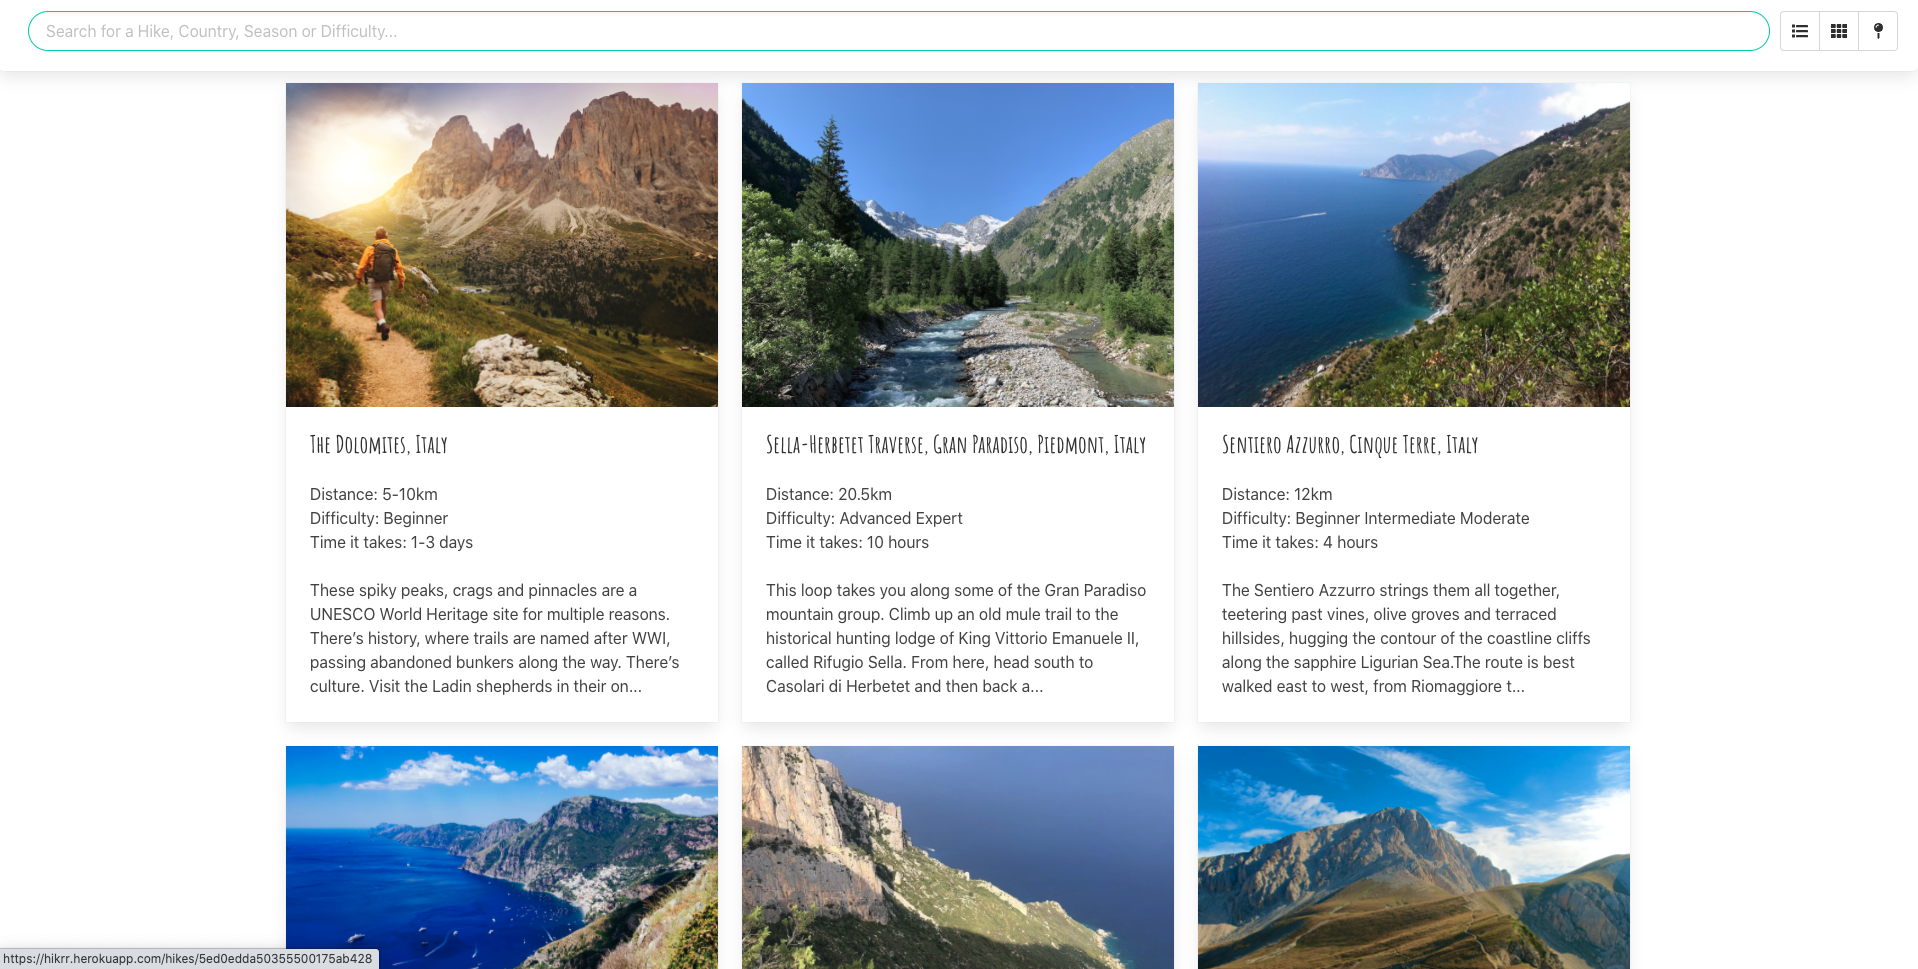 Search for a Hike, Country, Season or Difficulty...
The Dolomites, Italy
Distance: 5-10km
Difficulty: Beginner
Time it takes: 1-3 days
These spiky peaks, crags and pinnacles are a
UNESCO World Heritage site for multiple reasons.
There’s history, where trails are named after WWI,
passing abandoned bunkers along the way. There’s
culture. Visit the Ladin shepherds in their on...
Sella-Herbetet Traverse, Gran Paradiso, Piedmont, Italy
Distance: 20.5km
Difficulty: Advanced Expert
Time it takes: 10 hours
This loop takes you along some of the Gran Paradiso
mountain group. Climb up an old mule trail to the
historical hunting lodge of King Vittorio Emanuele II,
called Rifugio Sella. From here, head south to
Casolari di Herbetet and then back a...
Sentiero Azzurro, Cinque Terre, Italy
Distance: 12km
Difficulty: Beginner Intermediate Moderate
Time it takes: 4 hours
The Sentiero Azzurro strings them all together,
teetering past vines, olive groves and terraced
hillsides, hugging the contour of the coastline cliffs
along the sapphire Ligurian Sea.The route is best
walked east to west, from Riomaggiore t...
https://hikrr.herokuapp.com/hikes/5ed0edda50355500175ab428